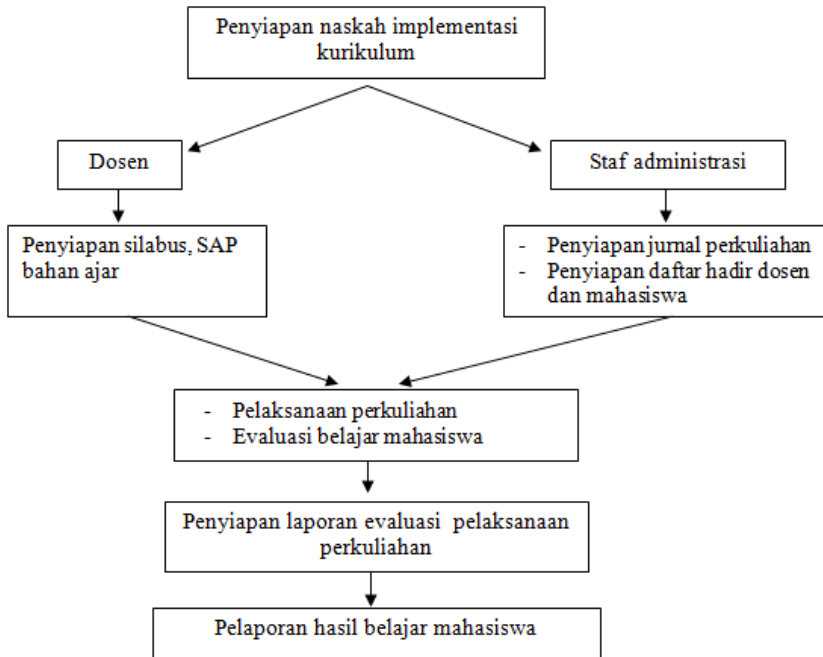 Penyiapan naskah implementasi
kurikulum
Dosen
Staf administrasi
Penyiapan silabus, SAP
bahan ajar
- Penyiapan jurnal perkuliahan
- Penyiapan daftar hadir dosen
dan mahasiswa
- Pelaksanaan perkuliahan
- Evaluasi belajar mahasiswa
Penyiapan laporan evaluasi pelaksanaan
perkuliahan
Pelaporan hasil belajar mahasiswa